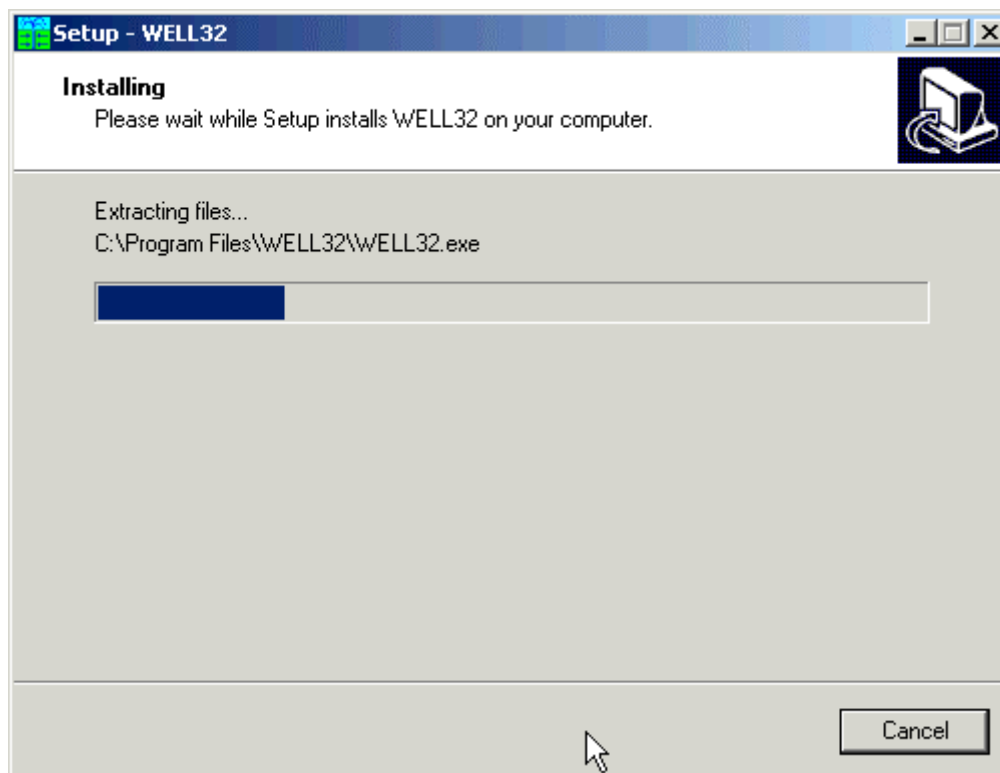 Setup - WELL32
Installing
Please wait while Setup installs WELL32 on your computer.
Extracting files...
C:\Program Files\WELL32\WELL32.exe
Cancel